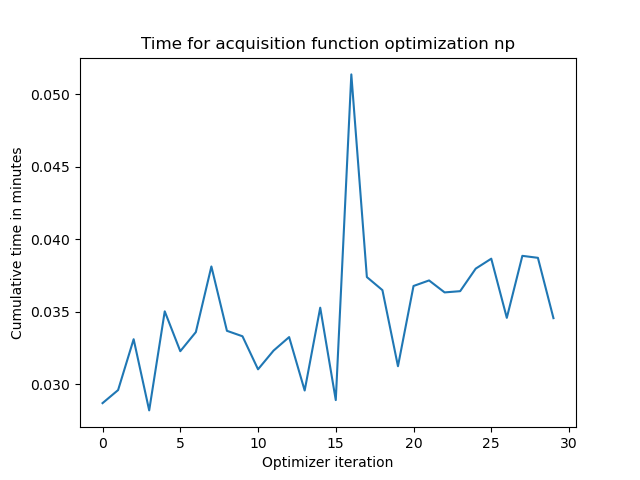 Time for acquisition function optimization np
Cumulative time in minutes
0.050
0.045
0.040
0.035
0.030
0 5 10 15 20 25 30
Optimizer iteration